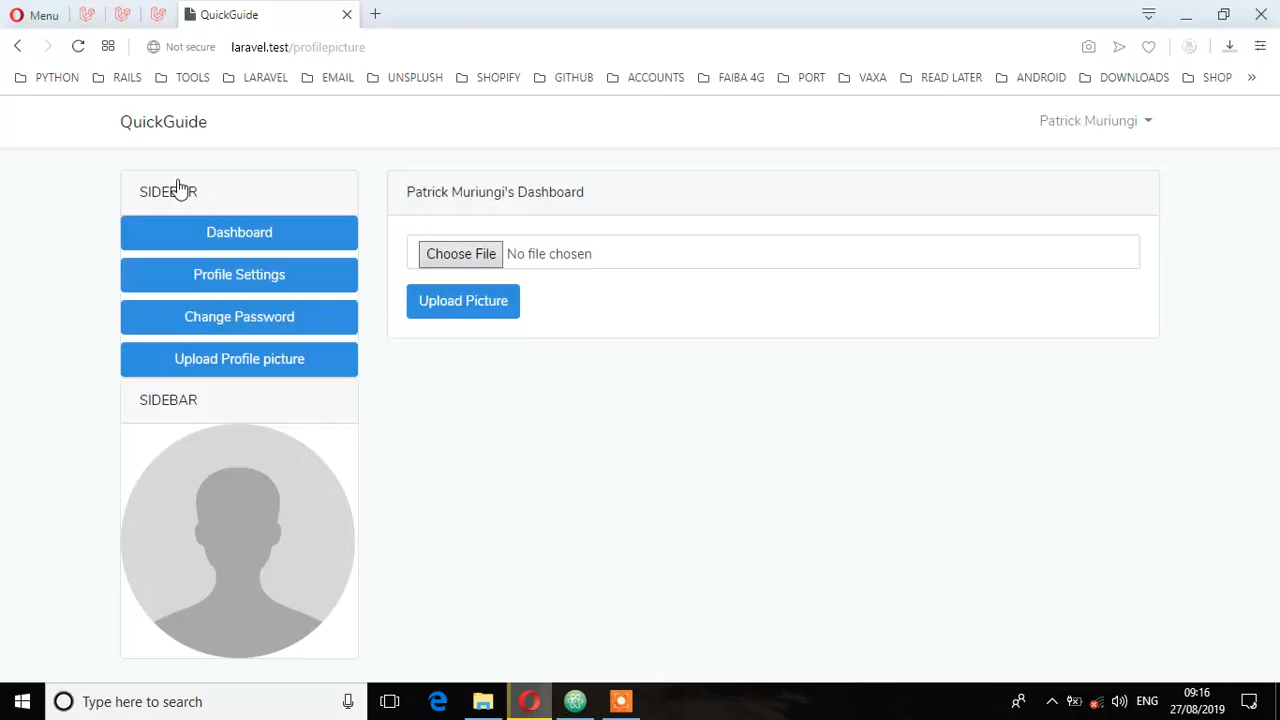 Menu
QuickGuide
Not secure laravel.test/profilepicture
PYTHON RAILS TOOLS LARAVEL EMAIL UNSPLUSH SHOPIFY GITHUB ACCOUNTS FAIBA 4G PORT VAXA READ LATER ANDROID DOWNLOADS SHOP
QuickGuide
Patrick Muriungi
SIDEBAR
Dashboard
Profile Settings
Change Password
Upload Profile picture
SIDEBAR
Patrick Muriungi's Dashboard
Choose File No file chosen
Upload Picture
Type here to search
ENG
09:16
27/08/2019